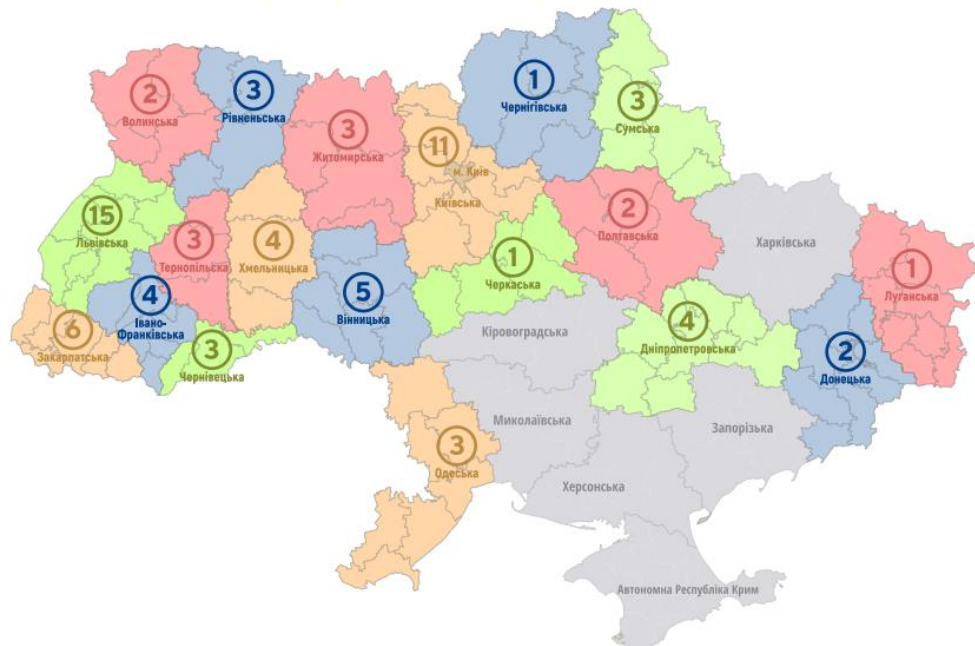 2
Волинська
3
Рівненьська
3
Житомирська
11
м. Київ
Київська
1
Чернігівська
3
Сумська
15
Львівська
3
Тернопільска
4
Хмельницька
5
Вінницька
1
Черкаська
2
Полтавська
Харківська
1
Луганська
6
Закарпатська
4
Івано-
Франківська
3
Чернівецька
Кіровоградська
4
Дніпропетровська
2
Донецька
Миколаївська
Запорізька
3
Одеська
Херсонська
Автономна Республіка Крим